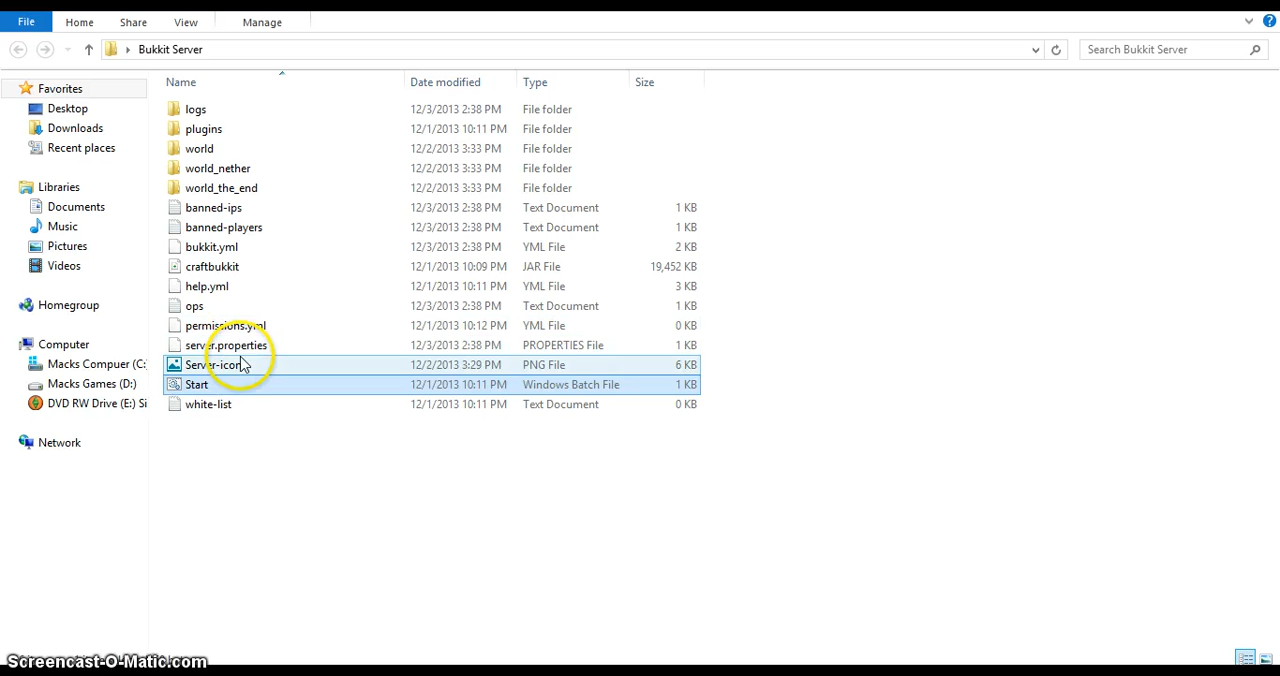 File Home Share View Manage
Bukkit Server Search Bukkit Server
Name Date modified Type Size
Favorites
Desktop
Downloads
Recent places
Libraries
Documents
Music
Pictures
Videos
Homegroup
Computer
Macks Compuer (C:
Macks Games (D:)
DVD RW Drive (E:) Si
Network
logs 12/3/2013 2:38 PM File folder
plugins 12/1/2013 10:11 PM File folder
world 12/2/2013 3:33 PM File folder
world_nether 12/2/2013 3:33 PM File folder
world_the_end 12/2/2013 3:33 PM File folder
banned-ips 12/3/2013 2:38 PM Text Document 1 KB
banned-players 12/3/2013 2:38 PM Text Document 1 KB
bukkit.yml 12/3/2013 2:38 PM YML File 2 KB
craftbukkit 12/1/2013 10:09 PM JAR File 19,452 KB
help.yml 12/1/2013 10:11 PM YML File 3 KB
ops 12/3/2013 2:38 PM Text Document 1 KB
permissions.yml 12/1/2013 10:12 PM YML File 0 KB
server.properties 12/3/2013 2:38 PM PROPERTIES File 1 KB
Server-icon 12/2/2013 3:29 PM PNG File 6 KB
Start 12/1/2013 10:11 PM Windows Batch File 1 KB
white-list 12/1/2013 10:11 PM Text Document 0 KB
Screencast-O-Matic.com